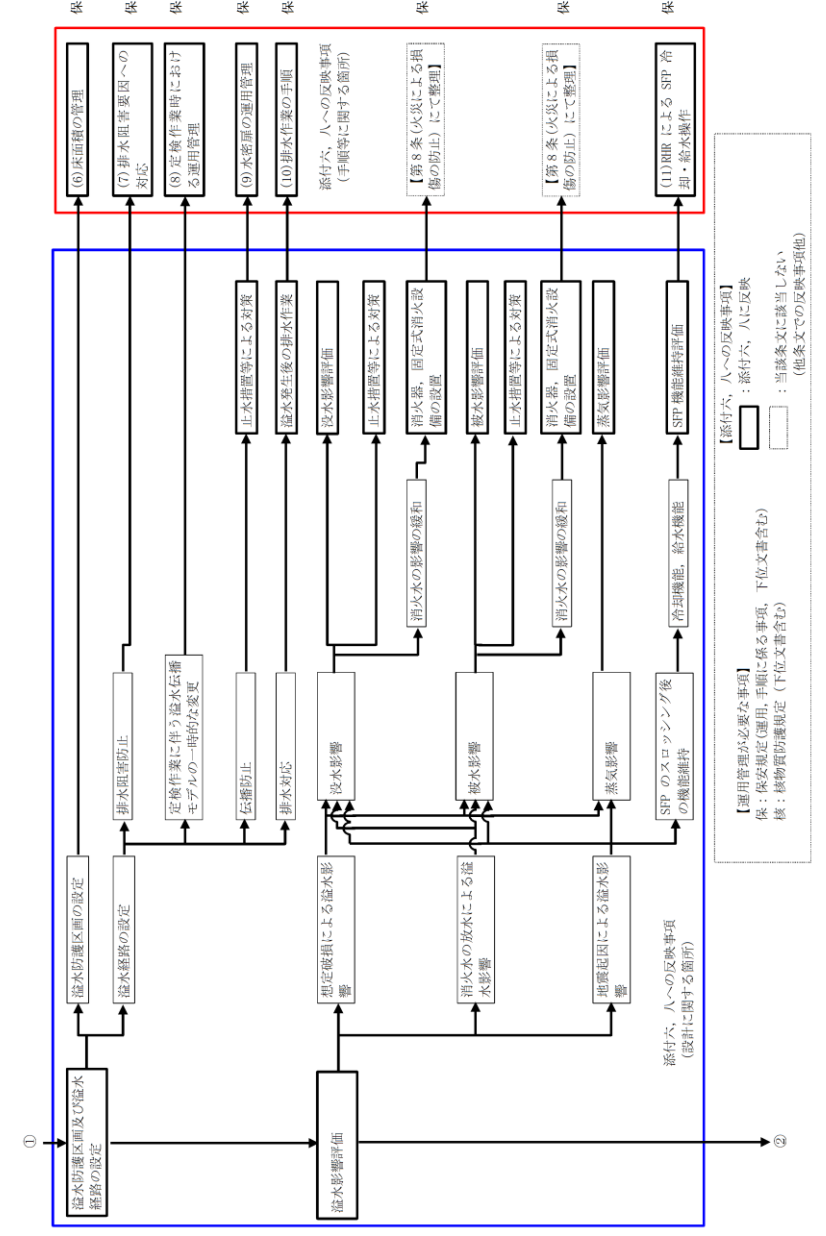 ①
溢水防護区画及び溢水
経路の設定
溢水防護区画の設定
(6)床面積の管理
保
溢水経路の設定
排水阻害防止
(7)排水阻害要因への
対応
保
定検作業に伴う溢水伝播
モデルの一時的な変更
(8)定検作業時におけ
る運用管理
保
伝播防止
止水措置等による対策
(9)水密扉の運用管理
保
排水対応
溢水発生後の排水作業
(10)排水作業の手順
保
添付六，八への反映事項
(手順等に関する箇所)
溢水影響評価
想定破損による溢水影
響
没水影響
没水影響評価
止水措置等による対策
消火水の影響の緩和
消火器，固定式消火設
備の設置
【第8条(火災による損
傷の防止) にて整理】
保
消火水の放水による溢
水影響
被水影響
被水影響評価
止水措置等による対策
消火水の影響の緩和
消火器，固定式消火設
備の設置
【第8条(火災による損
傷の防止) にて整理】
保
地震起因による溢水影
響
蒸気影響
蒸気影響評価
SFP のスロッシング後
の機能維持
冷却機能，給水機能
SFP 機能維持評価
(11)RHR による SFP 冷
却・給水操作
保
添付六，八への反映事項
(設計に関する箇所)
②
【運用管理が必要な事項】
保：保安規定(運用,手順に係る事項， 下位文書含む)
核：核物質防護規定 (下位文書含む)
【添付六，八への反映事項】
：添付六，八に反映
：当該条文に該当しない
(他条文での反映事項他)